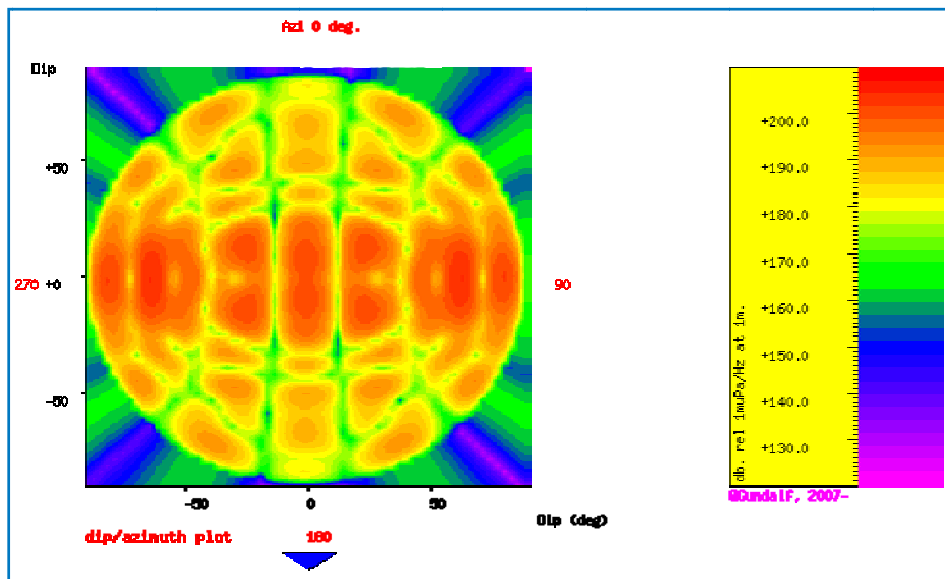 Azi 0 deg.
Dip
+50
270
+0
90
-50
-50
0
50
Dip (deg)
dip/azimuth plot
180
+200.0
+190.0
+180.0
+170.0
+160.0
+150.0
+140.0
+130.0
db. rel 1muPa/Hz at 1m.
©Gundalf, 2007-